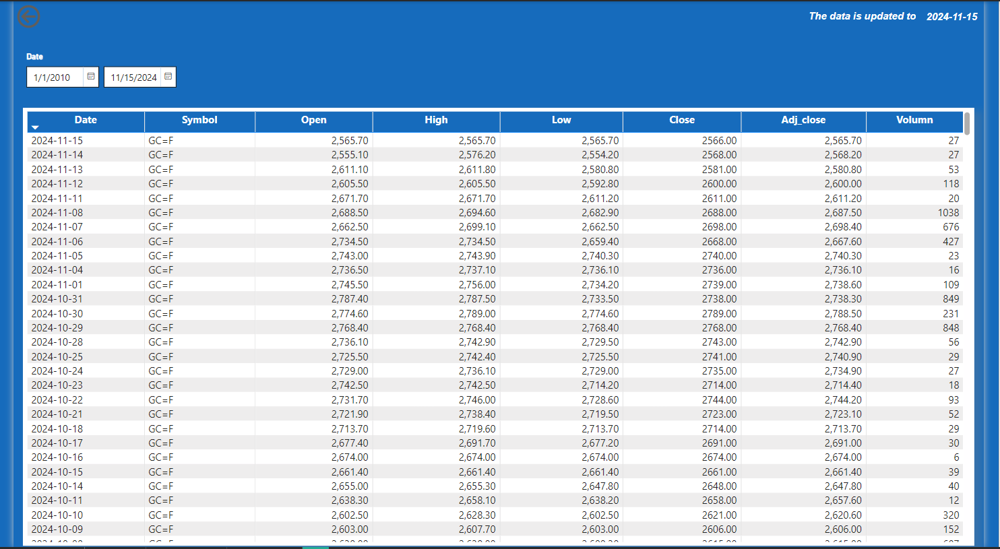 The data is updated to 2024-11-15
Date
1/1/2010 11/15/2024
Date Symbol Open High Low Close Adj_close Volumn
2024-11-15 GC=F 2,565.70 2,565.70 2,565.70 2566.00 2,565.70 27
2024-11-14 GC=F 2,555.10 2,576.20 2,554.20 2568.00 2,568.20 27
2024-11-13 GC=F 2,611.10 2,611.80 2,580.80 2581.00 2,580.80 53
2024-11-12 GC=F 2,605.50 2,605.50 2,592.80 2600.00 2,600.00 118
2024-11-11 GC=F 2,671.70 2,671.70 2,611.20 2611.00 2,611.20 20
2024-11-08 GC=F 2,688.50 2,694.60 2,682.90 2688.00 2,687.50 1038
2024-11-07 GC=F 2,662.50 2,699.10 2,662.50 2698.00 2,698.40 676
2024-11-06 GC=F 2,734.50 2,734.50 2,659.40 2668.00 2,667.60 427
2024-11-05 GC=F 2,743.00 2,743.90 2,740.30 2740.00 2,740.30 23
2024-11-04 GC=F 2,736.50 2,737.10 2,736.10 2736.00 2,736.10 16
2024-11-01 GC=F 2,745.50 2,756.00 2,734.20 2739.00 2,738.60 109
2024-10-31 GC=F 2,787.40 2,787.50 2,733.50 2738.00 2,738.30 849
2024-10-30 GC=F 2,774.60 2,789.00 2,774.60 2789.00 2,788.50 231
2024-10-29 GC=F 2,768.40 2,768.40 2,768.40 2768.00 2,768.40 848
2024-10-28 GC=F 2,736.10 2,742.90 2,729.50 2743.00 2,742.90 56
2024-10-25 GC=F 2,725.50 2,742.40 2,725.50 2741.00 2,740.90 29
2024-10-24 GC=F 2,729.00 2,736.10 2,729.00 2735.00 2,734.90 27
2024-10-23 GC=F 2,742.50 2,742.50 2,714.20 2714.00 2,714.40 18
2024-10-22 GC=F 2,731.70 2,746.00 2,728.60 2744.00 2,744.20 93
2024-10-21 GC=F 2,721.90 2,738.40 2,719.50 2723.00 2,723.10 52
2024-10-18 GC=F 2,713.70 2,719.60 2,713.70 2714.00 2,713.70 29
2024-10-17 GC=F 2,677.40 2,691.70 2,677.20 2691.00 2,691.00 30
2024-10-16 GC=F 2,674.00 2,674.00 2,674.00 2674.00 2,674.00 6
2024-10-15 GC=F 2,661.40 2,661.40 2,661.40 2661.00 2,661.40 39
2024-10-14 GC=F 2,655.00 2,655.30 2,647.80 2648.00 2,647.80 40
2024-10-11 GC=F 2,638.30 2,658.10 2,638.20 2658.00 2,657.60 12
2024-10-10 GC=F 2,602.50 2,628.30 2,602.50 2621.00 2,620.60 320
2024-10-09 GC=F 2,603.00 2,607.70 2,603.00 2606.00 2,606.00 152